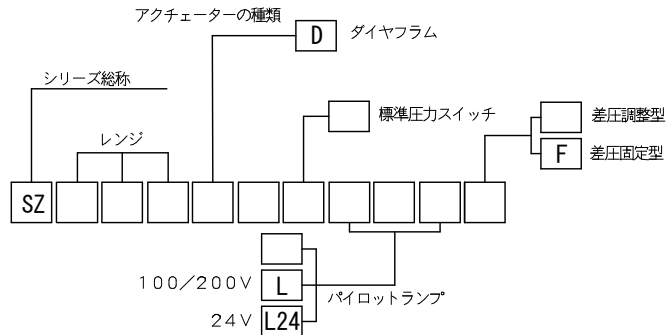 アクチェーターの種類
D
ダイヤフラム
シリーズ総称
標準圧力スイッチ
差圧調整型
レンジ
F
差圧固定型
SZ
100/200V
L
パイロットランプ
24V
L24